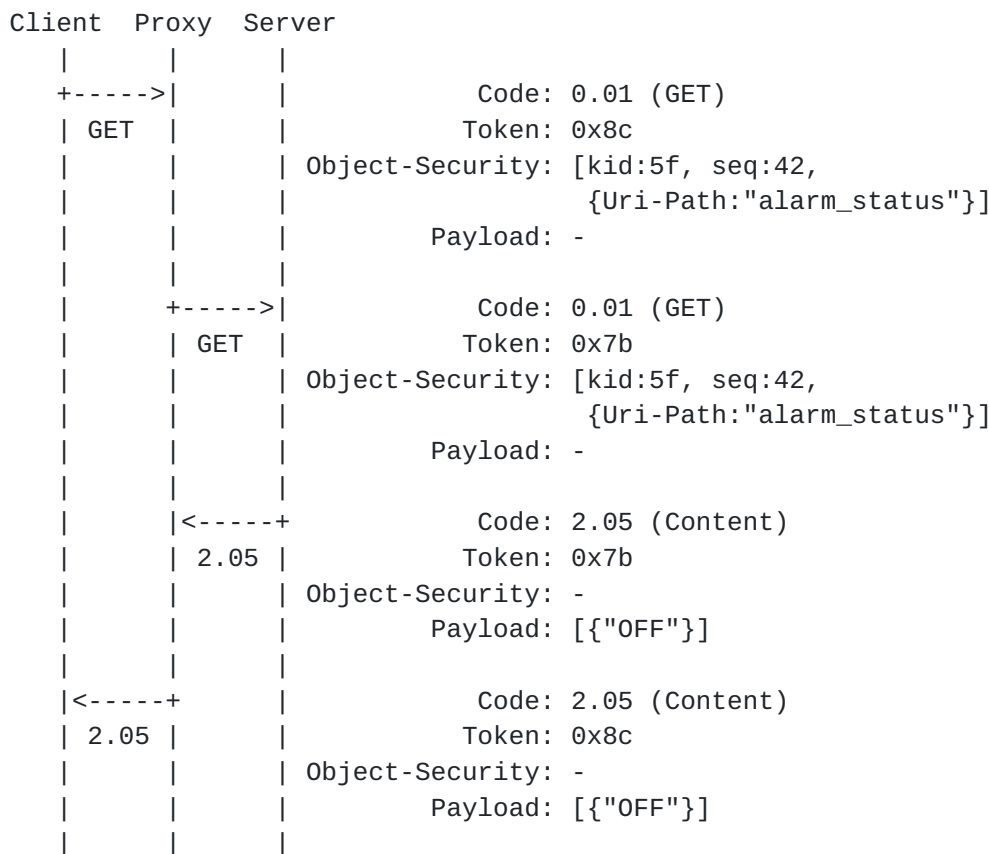 Client  Proxy  Server
   |      |      |
   +----->|      |            Code: 0.01 (GET)
   | GET  |      |           Token: 0x8c
   |      |      | Object-Security: [kid:5f, seq:42,
   |      |      |                   {Uri-Path:"alarm_status"}]
   |      |      |         Payload: -
   |      |      |
   |      +----->|            Code: 0.01 (GET)
   |      | GET  |           Token: 0x7b
   |      |      | Object-Security: [kid:5f, seq:42,
   |      |      |                   {Uri-Path:"alarm_status"}]
   |      |      |         Payload: -
   |      |      |
   |      |<-----+            Code: 2.05 (Content)
   |      | 2.05 |           Token: 0x7b
   |      |      | Object-Security: -
   |      |      |         Payload: [{"OFF"}]
   |      |      |
   |<-----+      |            Code: 2.05 (Content)
   | 2.05 |      |           Token: 0x8c
   |      |      | Object-Security: -
   |      |      |         Payload: [{"OFF"}]
   |      |      |